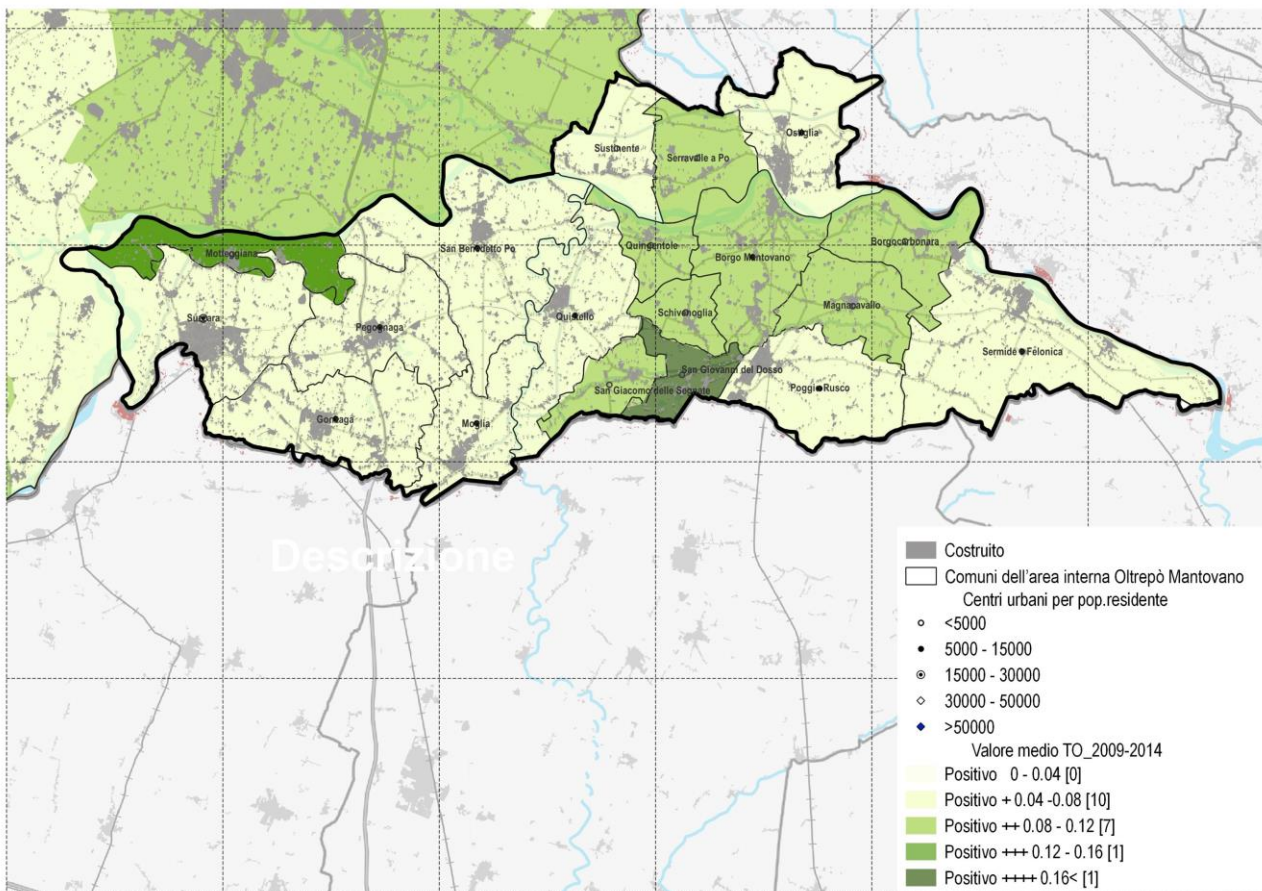 Ostiglia
Sustinente
Serravalle a Po
Motteggiana
San Benedetto Po
Quingentole
Borgo Mantovano
Borgocarbonara
Suzzara
Pegognaga
Quistello
Schivenoglia
Magnacavallo
Sermide e Felonica
San Giovanni del Dosso
San Giacomo delle Segnate
Poggio Rusco
Gonzaga
Moglia
Descrizione
Costruito
Comuni dell'area interna Oltrepò Mantovano
Centri urbani per pop.residente
<5000
5000 - 15000
15000 - 30000
30000 - 50000
>50000
Valore medio TO_2009-2014
Positivo 0 - 0.04 [0]
Positivo + 0.04 -0.08 [10]
Positivo ++ 0.08 - 0.12 [7]
Positivo +++ 0.12 - 0.16 [1]
Positivo ++++ 0.16< [1]